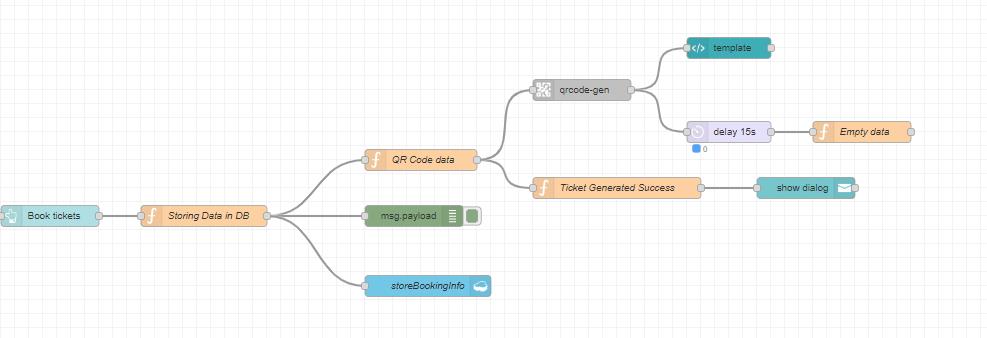 template
qrcode-gen
delay 15s
Empty data
0
QR Code data
Ticket Generated Success
show dialog
Book tickets
Storing Data in DB
msg.payload
storeBookingInfo